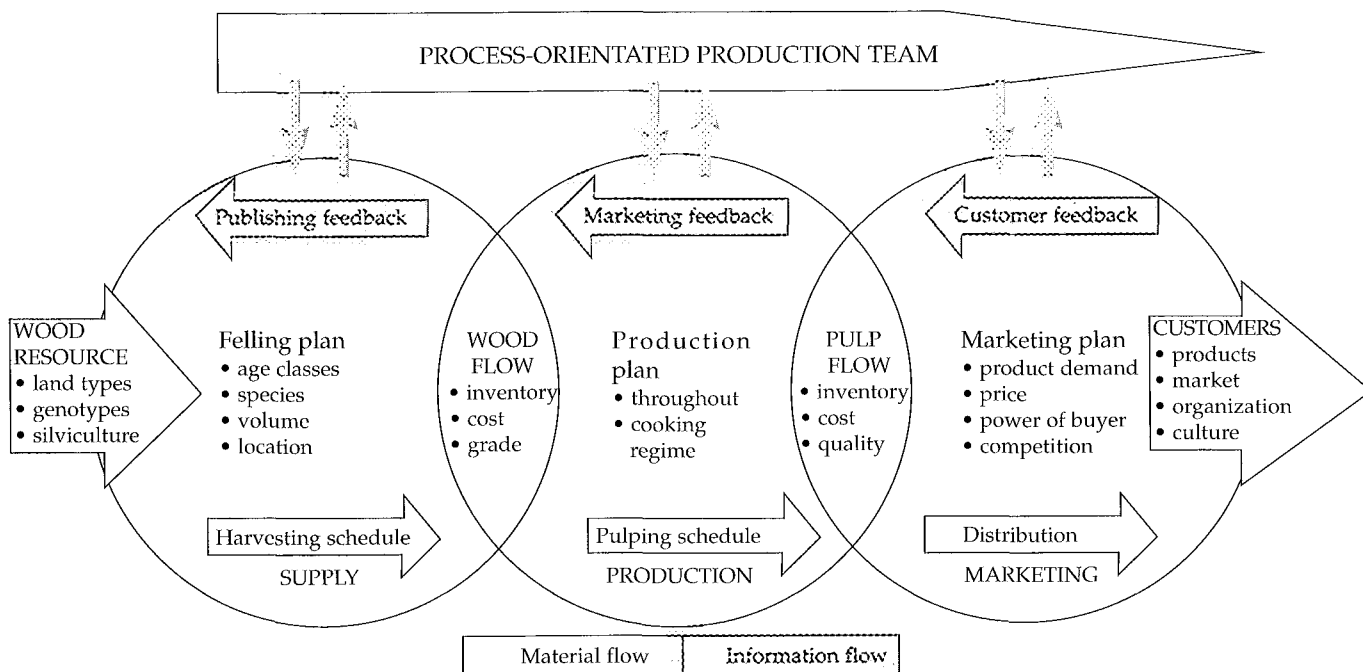 PROCESS-ORIENTATED PRODUCTION TEAM
Publishing feedback
Marketing feedback
Customer feedback
WOOD
RESOURCE
• land types
• genotypes
• silviculture
Felling plan
• age classes
• species
• volume
• location
WOOD
FLOW
• inventory
• cost
• grade
Production
plan
• throughout
• cooking
regime
PULP
FLOW
• inventory
• cost
• quality
Marketing plan
• product demand
• price
• power of buyer
• competition
CUSTOMERS
• products
• market
• organization
• culture
Harvesting schedule
SUPPLY
Pulping schedule
PRODUCTION
Distribution
MARKETING
Material flow
Information flow